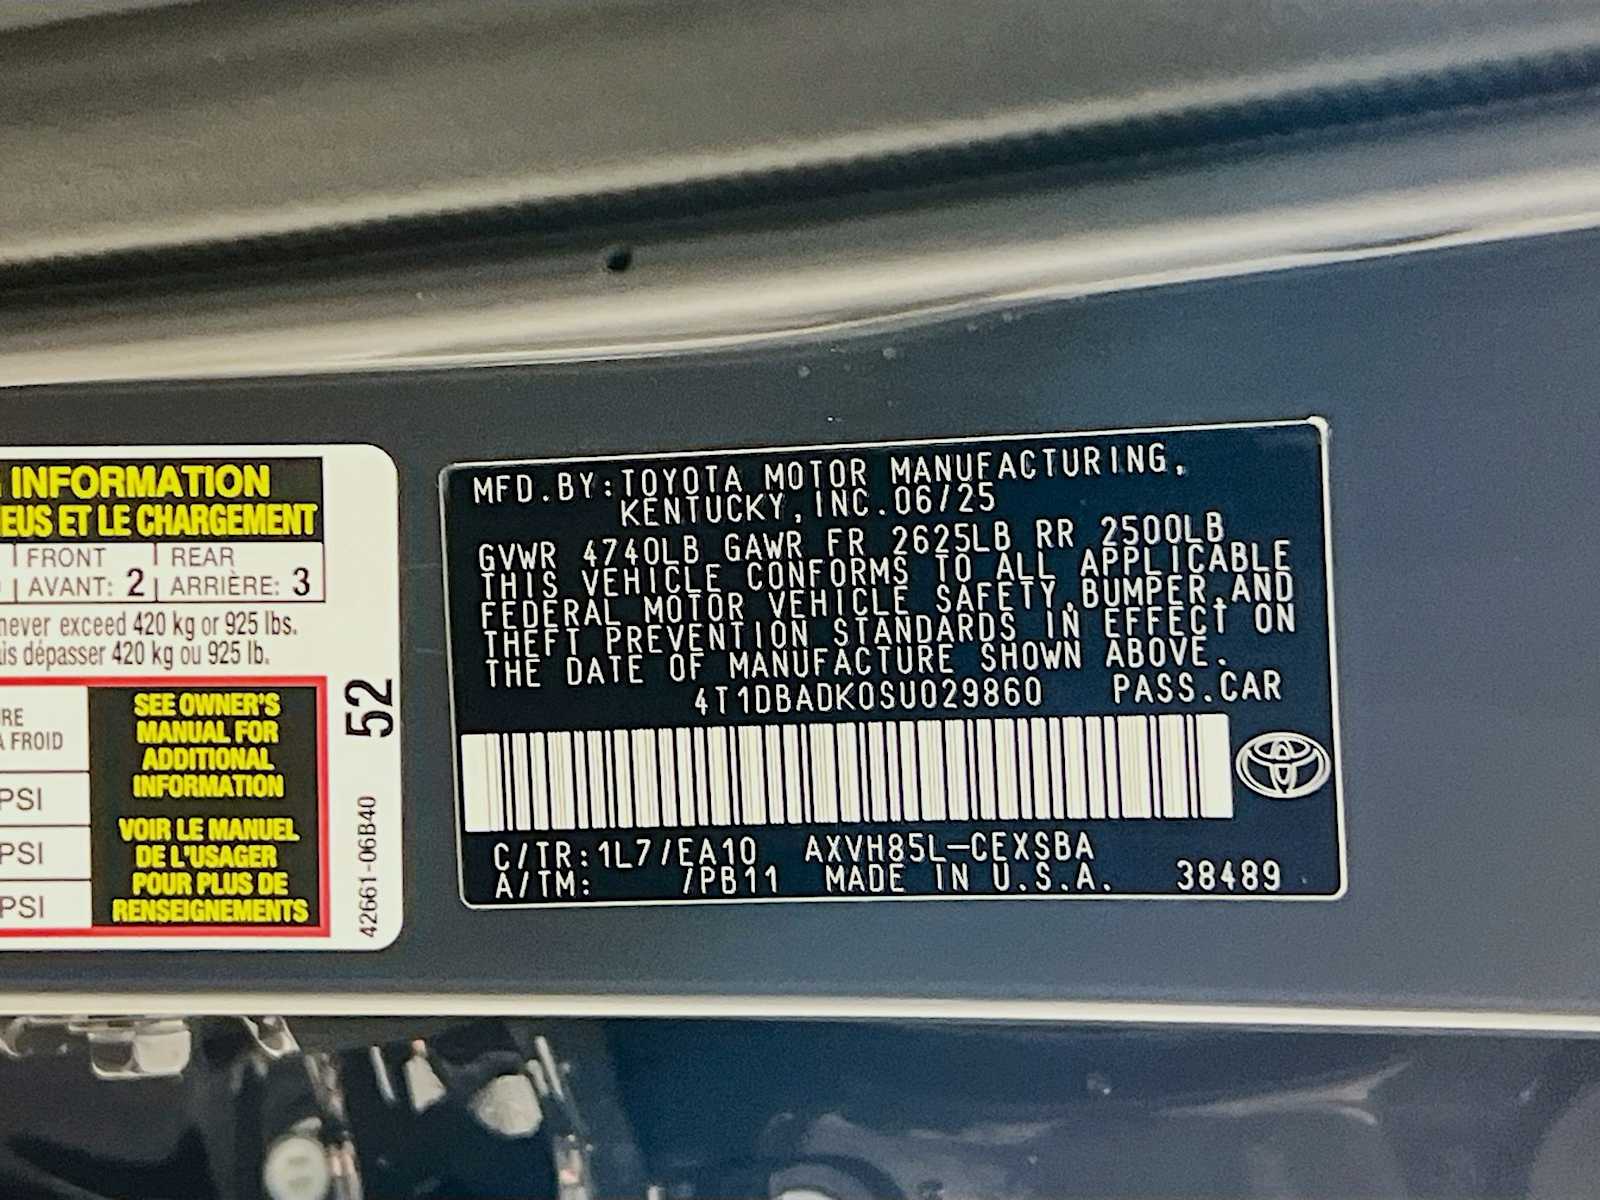 INFORMATION
EUS ET LE CHARGEMENT
FRONT REAR
AVANT: 2 ARRIÈRE: 3
never exceed 420 kg or 925 lbs.
is dépasser 420 kg ou 925 lb.
RE
A FROID
PSI
PSI
PSI
SEE OWNER'S
MANUAL FOR
ADDITIONAL
INFORMATION
VOIR LE MANUEL
DE L'USAGER
POUR PLUS DE
RENSEIGNEMENTS
52
42661-06B40
MFD.BY:TOYOTA MOTOR MANUFACTURING,
KENTUCKY,INC.06/25
GVWR 4740LB GAWR FR 2625LB RR 2500LB
THIS VEHICLE CONFORMS TO ALL APPLICABLE
FEDERAL MOTOR VEHICLE SAFETY,BUMPER,AND
THEFT PREVENTION STANDARDS IN EFFECT ON
THE DATE OF MANUFACTURE SHOWN ABOVE.
4T1DBADK0SU029860 PASS.CAR
C/TR:1L7/EA10 AXVH85L-CEXSBA
A/TM: /PB11 MADE IN U.S.A. 38489